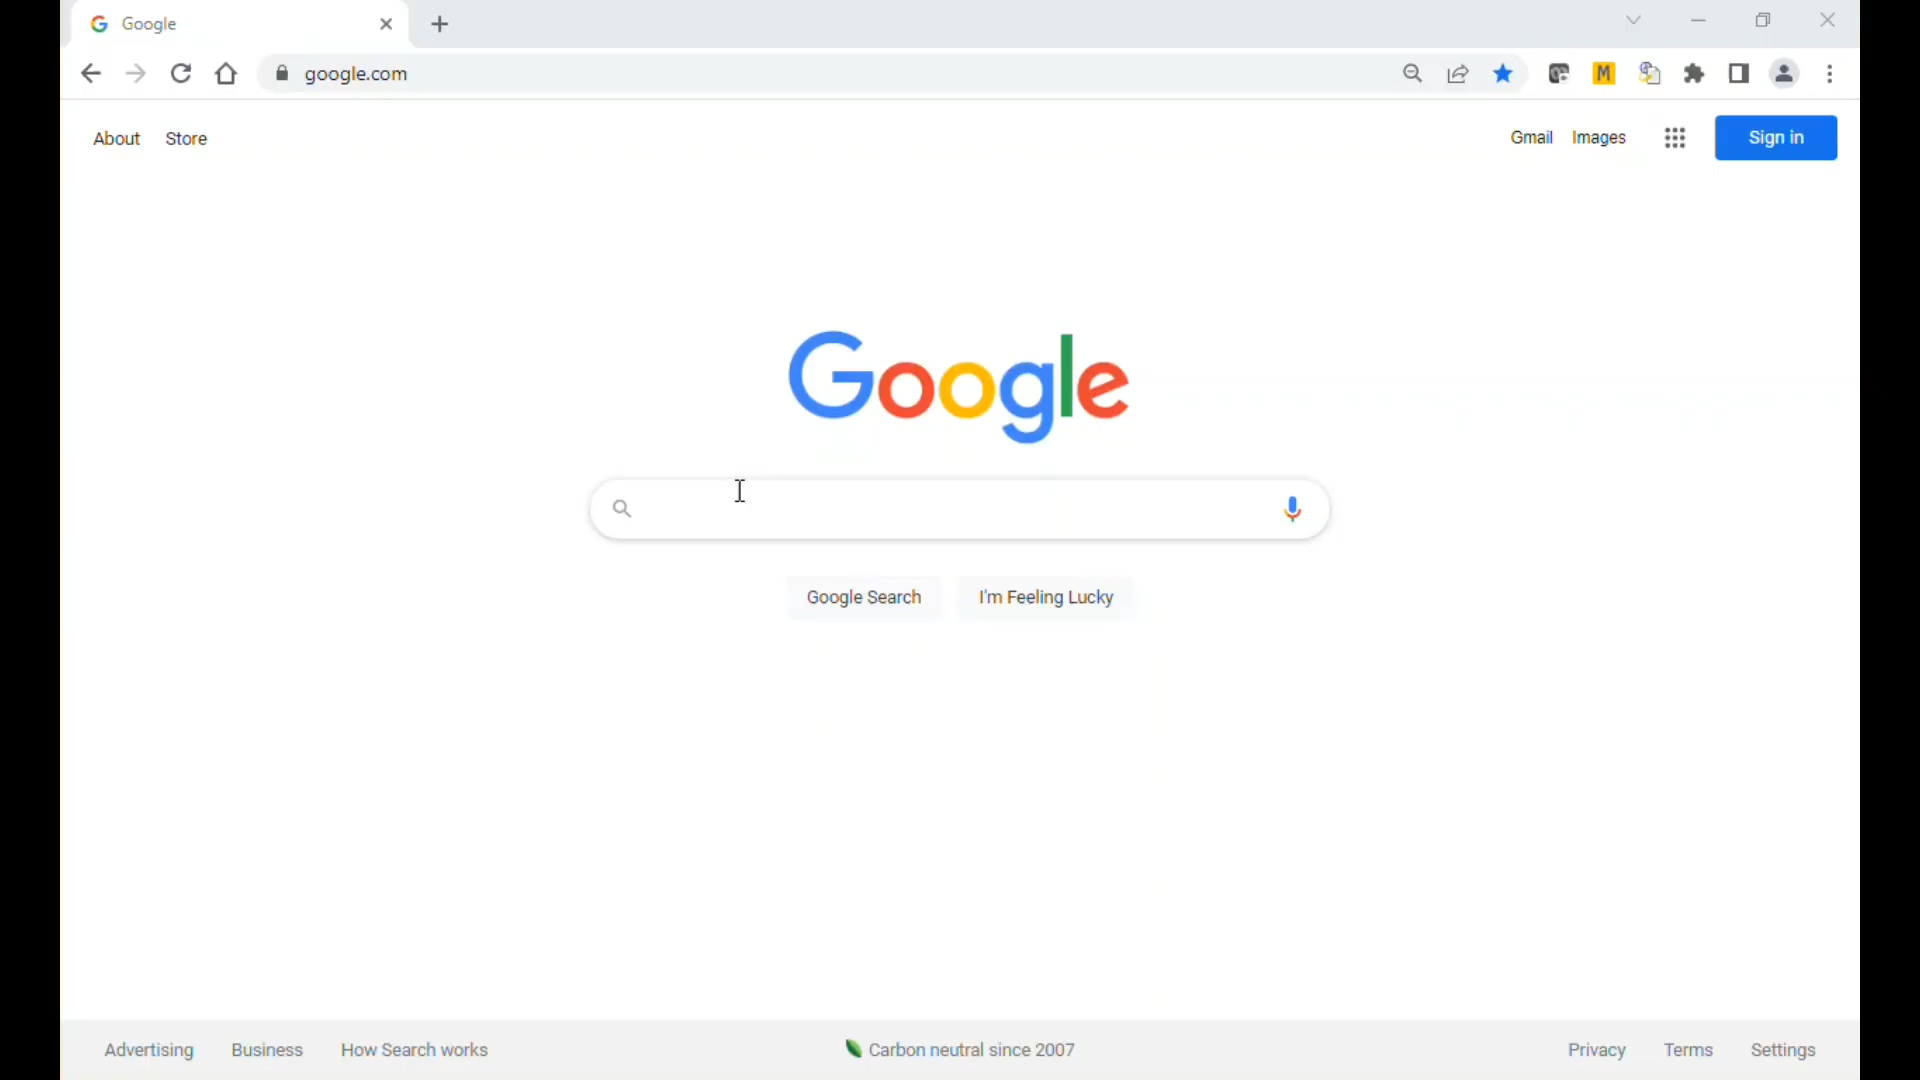 Google
google.com
M
About Store Gmail Images Sign in
Google
Google Search I'm Feeling Lucky
Advertising Business How Search works Carbon neutral since 2007 Privacy Terms Settings